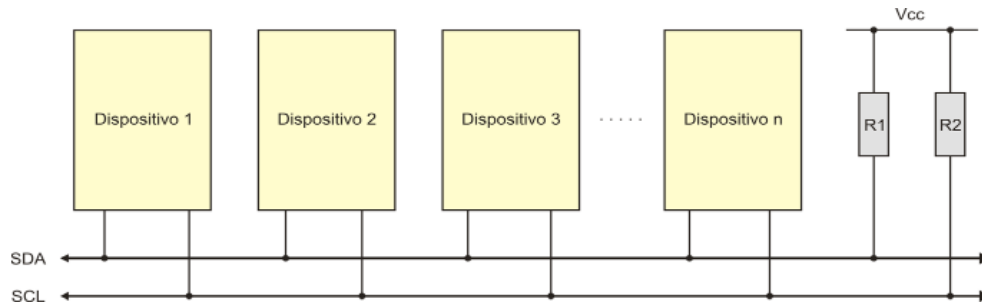 Vcc
Dispositivo 1
Dispositivo 2
Dispositivo 3
. . . . .
Dispositivo n
R1
R2
SDA
SCL